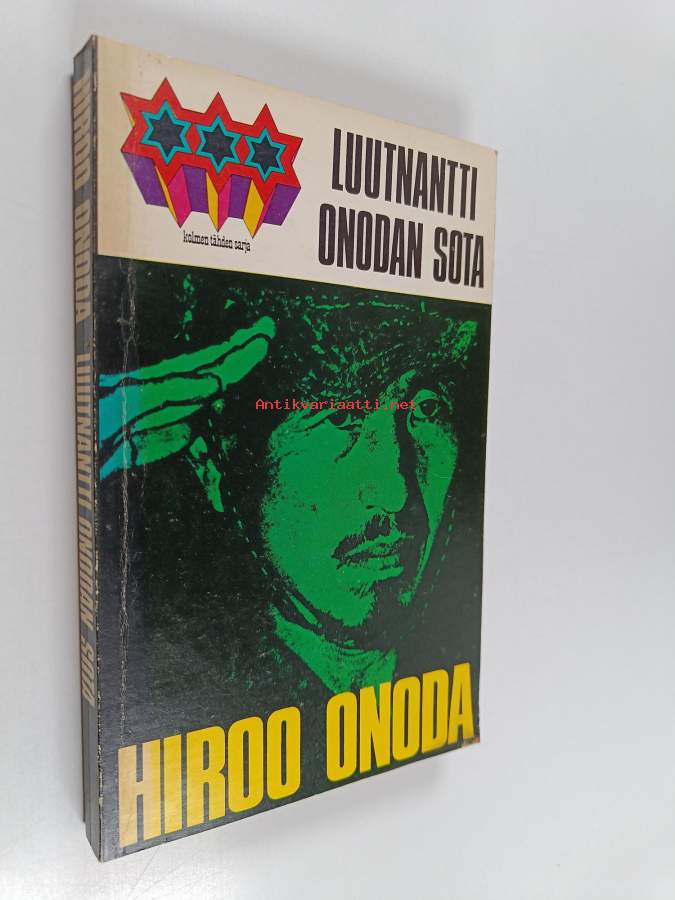 LUUTNANTTI
ONODAN SOTA
kolmen tähden sarja
Antikvariaatti.net
HIROO ONODA
HIROO ONODA LUUTNANTTI ONODAN SOTA